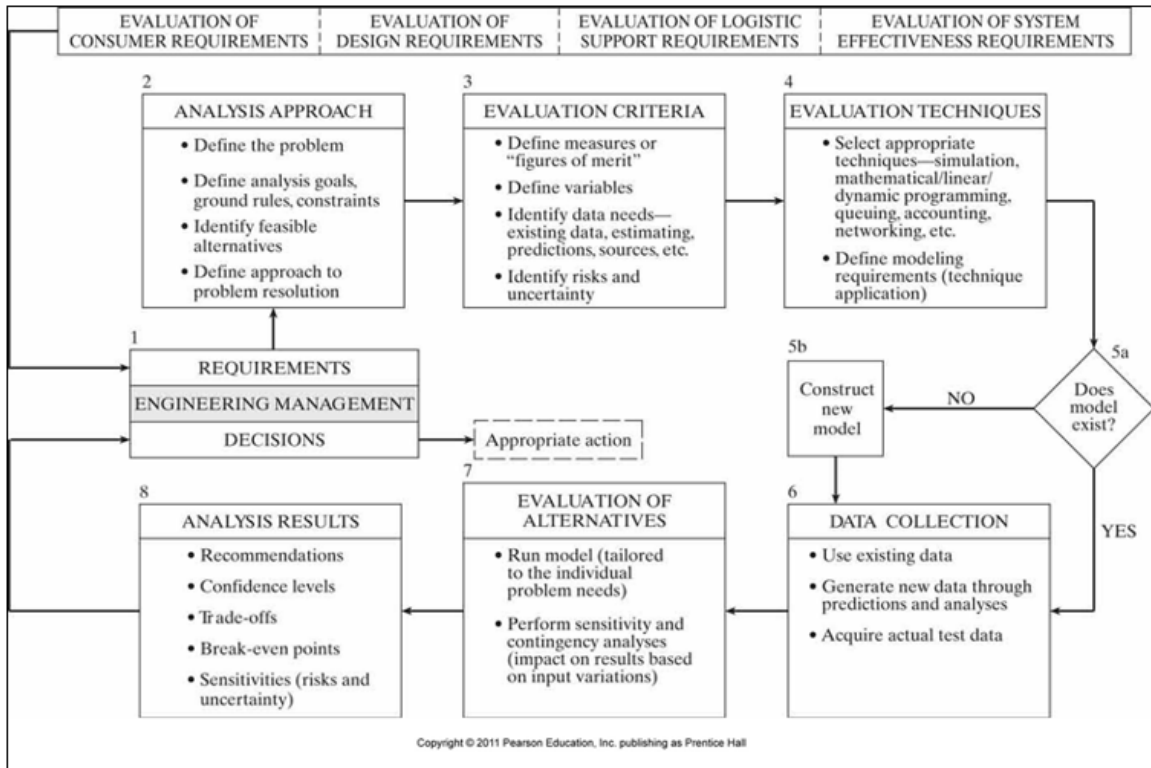 EVALUATION OF
CONSUMER REQUIREMENTS
EVALUATION OF
DESIGN REQUIREMENTS
EVALUATION OF LOGISTIC
SUPPORT REQUIREMENTS
EVALUATION OF SYSTEM
EFFECTIVENESS REQUIREMENTS
2
ANALYSIS APPROACH
• Define the problem
• Define analysis goals,
ground rules, constraints
• Identify feasible
alternatives
• Define approach to
problem resolution
3
EVALUATION CRITERIA
• Define measures or
“figures of merit”
• Define variables
• Identify data needs—
existing data, estimating,
predictions, sources, etc.
• Identify risks and
uncertainty
4
EVALUATION TECHNIQUES
• Select appropriate
techniques—simulation,
mathematical/linear/
dynamic programming,
queuing, accounting,
networking, etc.
• Define modeling
requirements (technique
application)
1
REQUIREMENTS
ENGINEERING MANAGEMENT
DECISIONS
Appropriate action
5b
Construct
new
model
NO
5a
Does
model
exist?
YES
8
ANALYSIS RESULTS
• Recommendations
• Confidence levels
• Trade-offs
• Break-even points
• Sensitivities (risks and
uncertainty)
7
EVALUATION OF
ALTERNATIVES
• Run model (tailored
to the individual
problem needs)
• Perform sensitivity and
contingency analyses
(impact on results based
on input variations)
6
DATA COLLECTION
• Use existing data
• Generate new data through
predictions and analyses
• Acquire actual test data
Copyright © 2011 Pearson Education, Inc. publishing as Prentice Hall